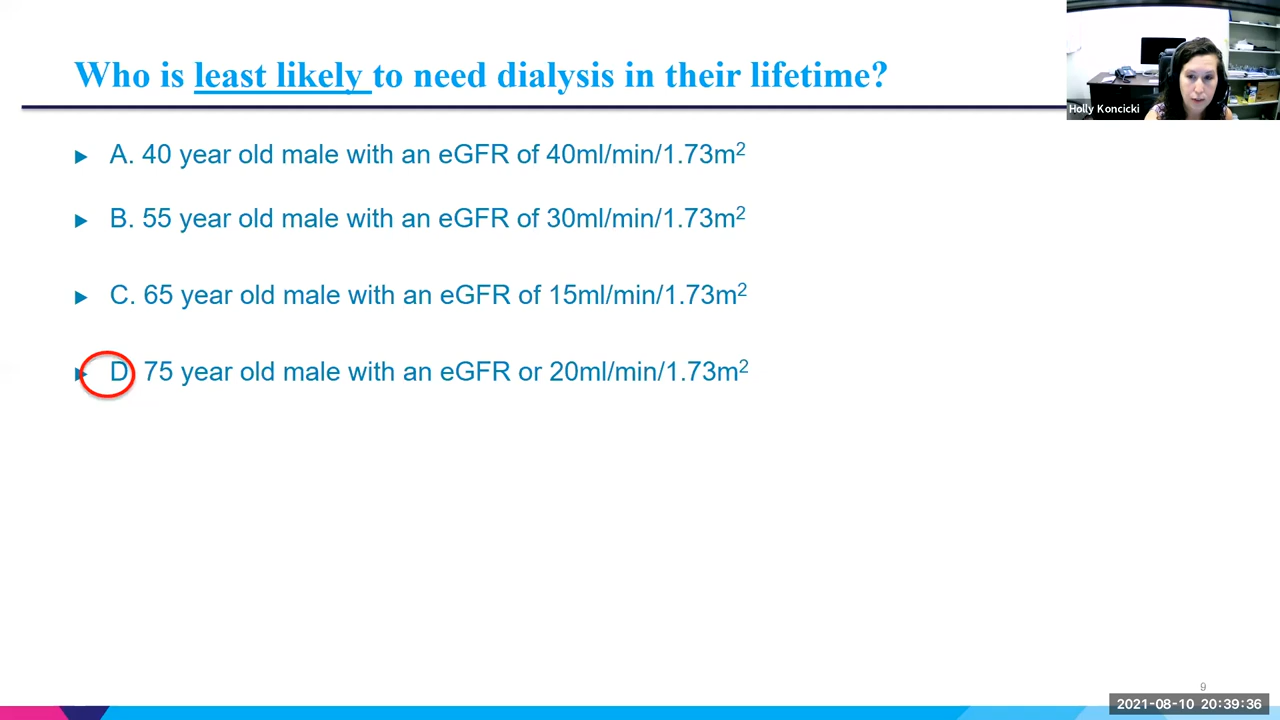 Who is least likely to need dialysis in their lifetime?
Holly Koncicki
A. 40 year old male with an eGFR of 40ml/min/1.73m²
B. 55 year old male with an eGFR of 30ml/min/1.73m²
C. 65 year old male with an eGFR of 15ml/min/1.73m²
D. 75 year old male with an eGFR or 20ml/min/1.73m²
9
2021-08-10 20:39:36